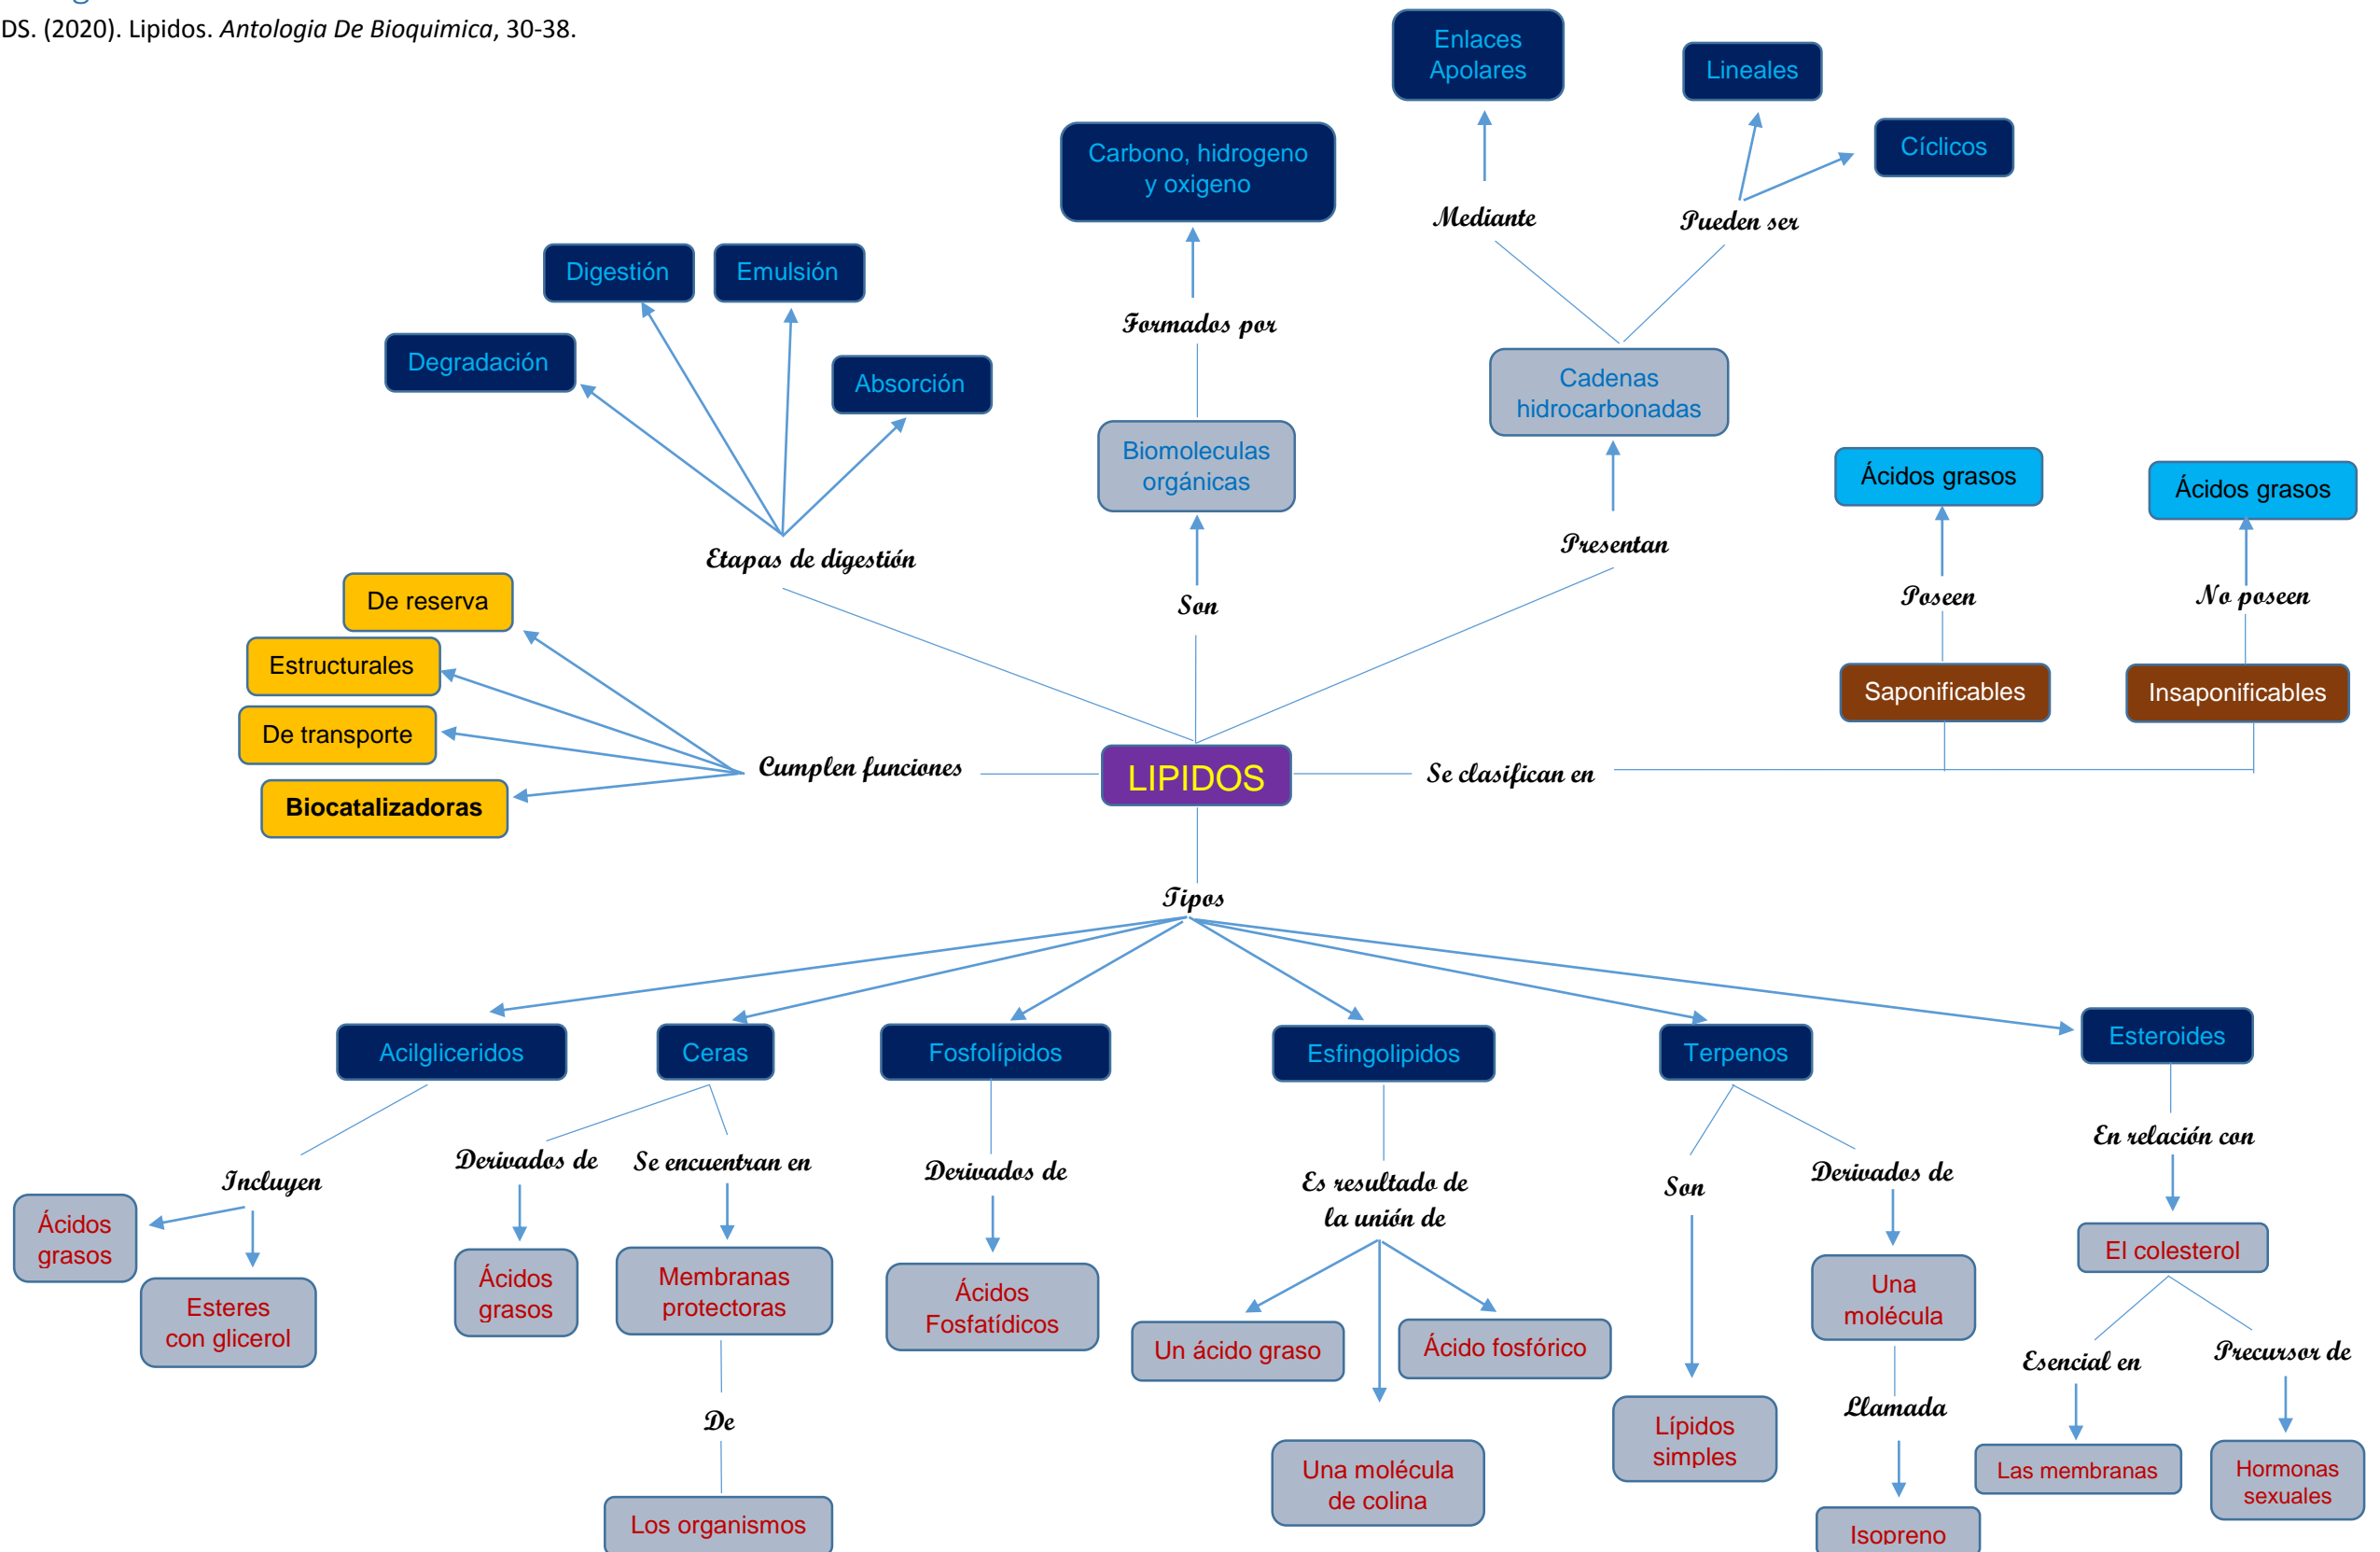 DS. (2020). Lipidos. Antologia De Bioquimica, 30-38.
Enlaces
Apolares
Lineales
Cíclicos
Carbono, hidrogeno
y oxigeno
Mediante
Pueden ser
Digestión
Emulsión
Formados por
Degradación
Absorción
Cadenas
hidrocarbonadas
Biomoleculas
orgánicas
Ácidos grasos
Ácidos grasos
Etapas de digestión
Presentan
De reserva
Son
Poseen
No poseen
Estructurales
Saponificables
Insaponificables
De transporte
Cumplen funciones
LIPIDOS
Se clasifican en
Biocatalizadoras
Tipos
Acilgliceridos
Ceras
Fosfolípidos
Esfingolipidos
Terpenos
Esteroides
Incluyen
Derivados de
Se encuentran en
Derivados de
Es resultado de
la unión de
Son
Derivados de
En relación con
Ácidos
grasos
Esteres
con glicerol
Ácidos
grasos
Membranas
protectoras
Ácidos
Fosfatídicos
Un ácido graso
Ácido fosfórico
Una
molécula
El colesterol
Esencial en
Precursor de
De
Llamada
Una molécula
de colina
Lípidos
simples
Las membranas
Hormonas
sexuales
Los organismos
Isopreno